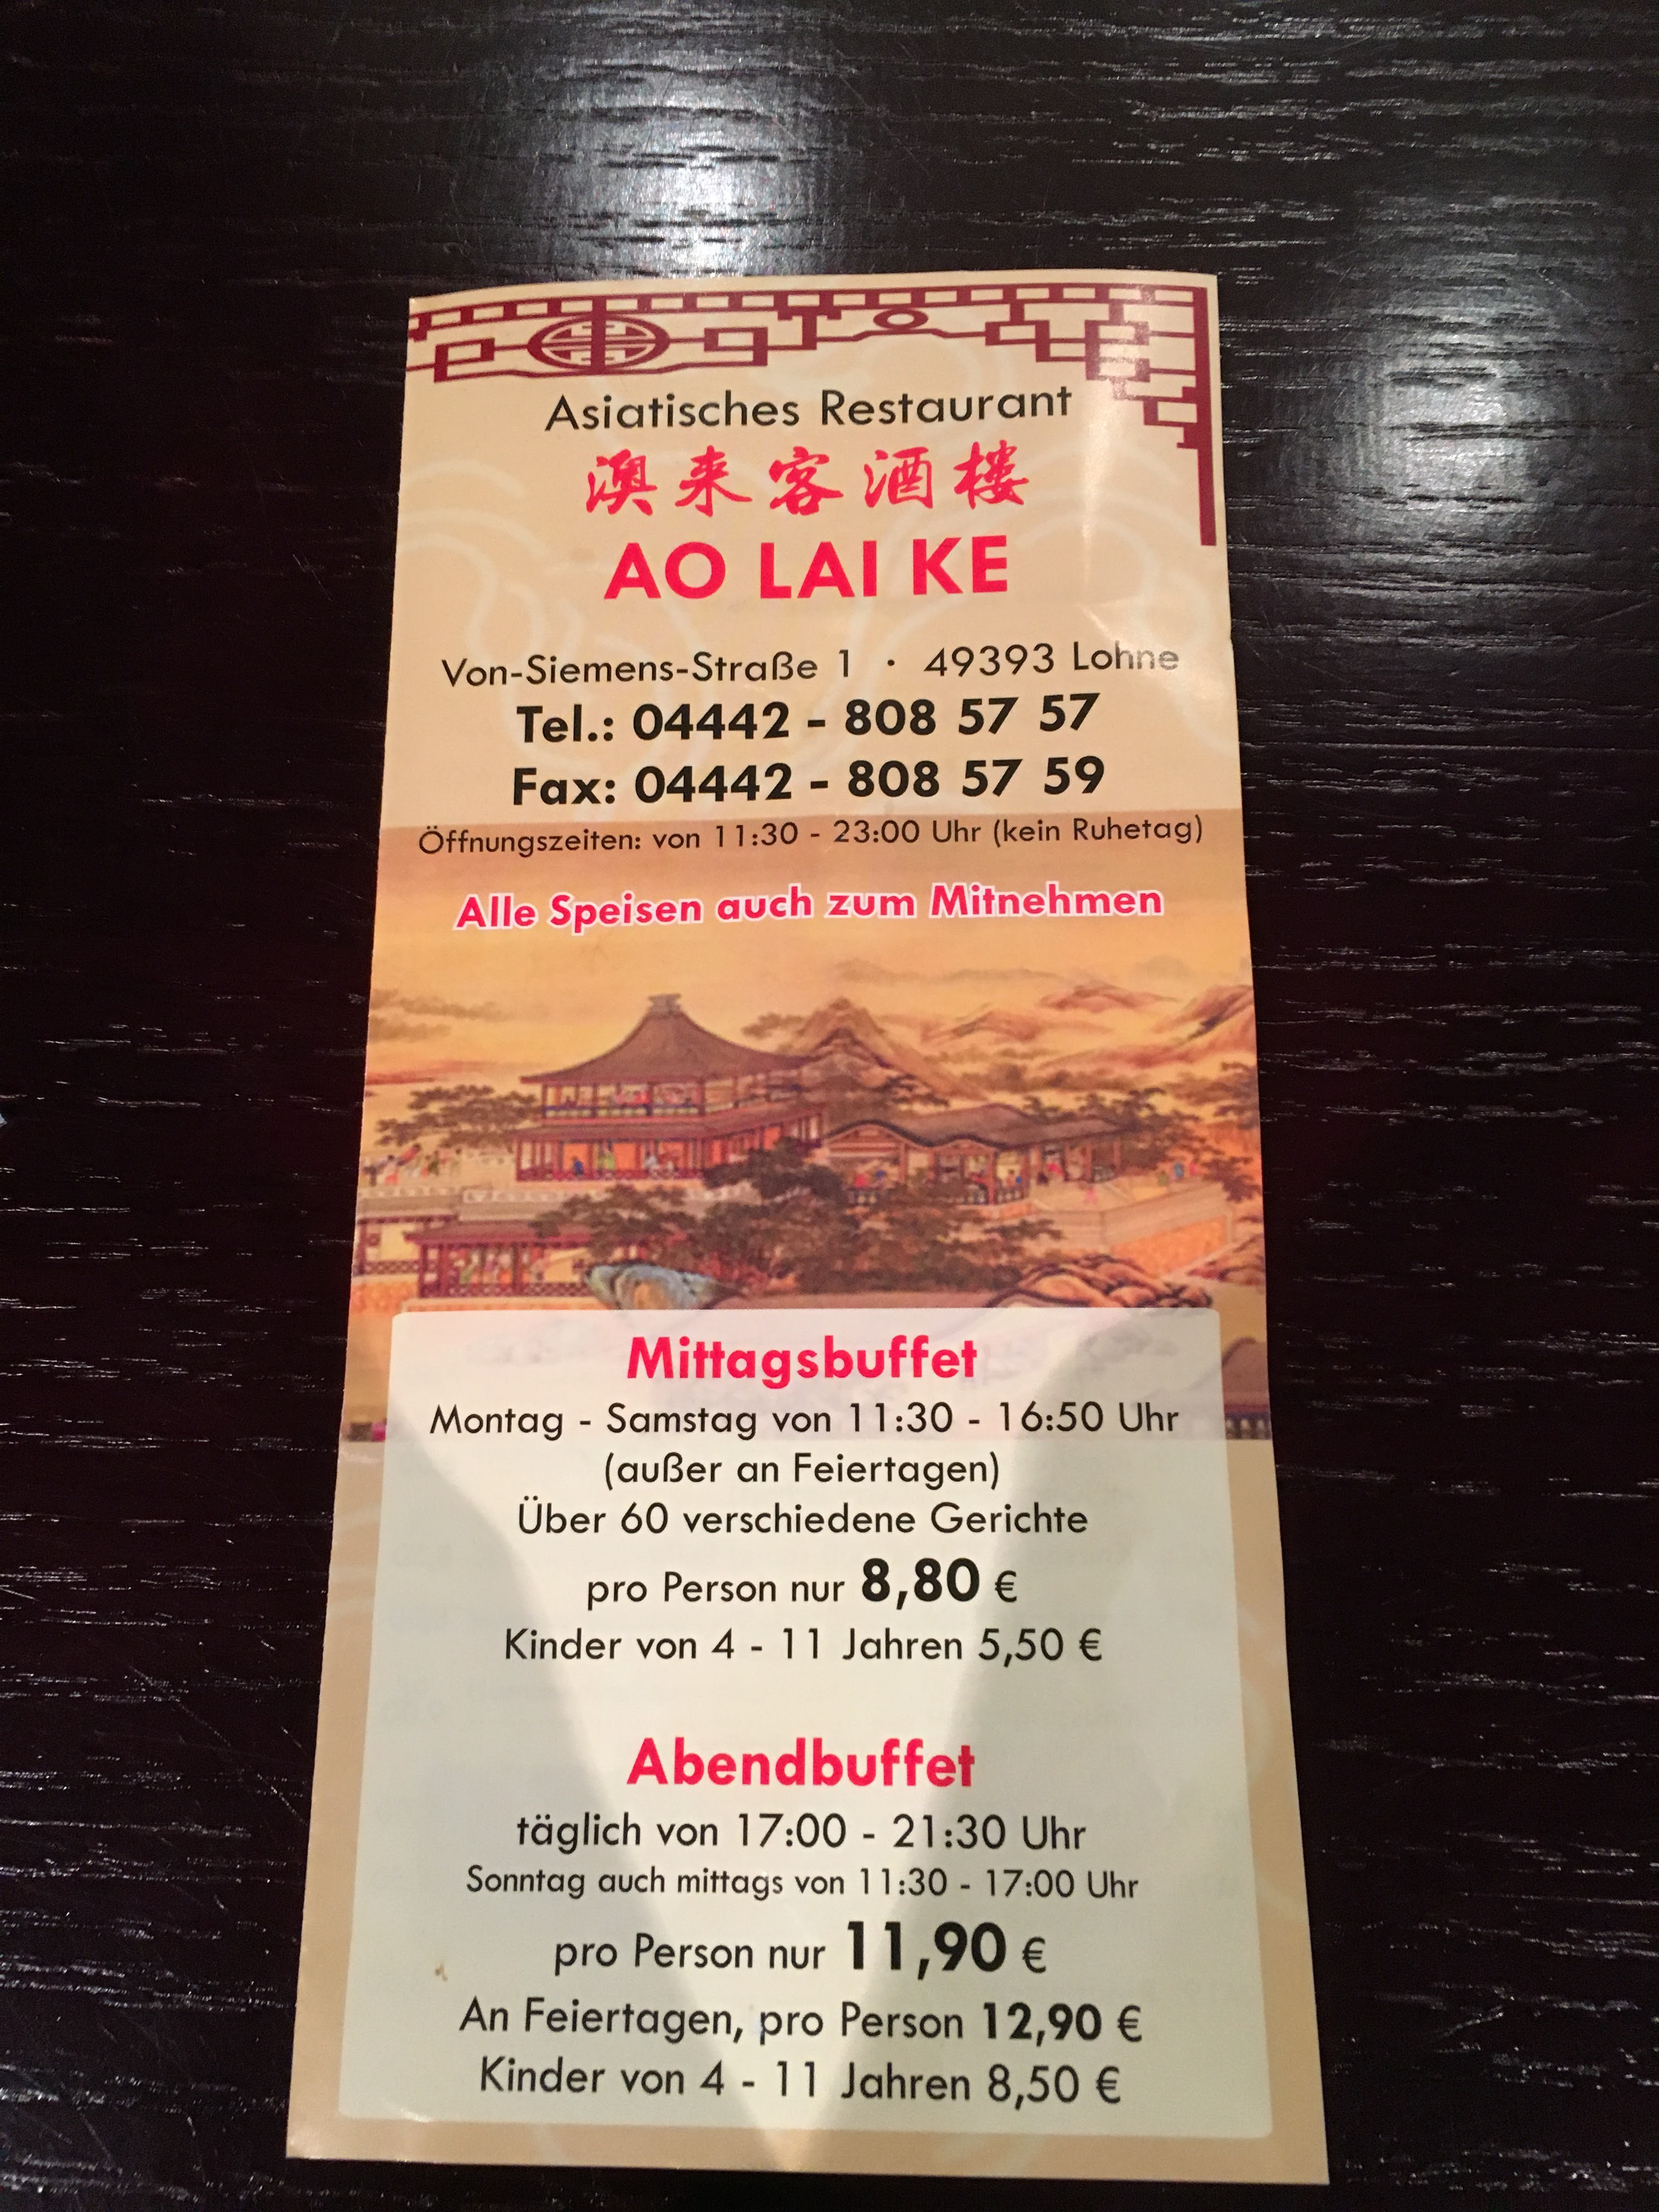 Asiatisches Restaurant
澳来客酒楼
AO LAI KE
Von-Siemens-Straße 1 · 49393 Lohne
Tel.: 04442 - 808 57 57
Fax: 04442 - 808 57 59
Öffnungszeiten: von 11:30 - 23:00 Uhr (kein Ruhetag)
Alle Speisen auch zum Mitnehmen
Mittagsbuffet
Montag - Samstag von 11:30 - 16:50 Uhr
(außer an Feiertagen)
Über 60 verschiedene Gerichte
pro Person nur 8,80 €
Kinder von 4 - 11 Jahren 5,50 €
Abendbuffet
täglich von 17:00 - 21:30 Uhr
Sonntag auch mittags von 11:30 - 17:00 Uhr
pro Person nur 11,90 €
An Feiertagen, pro Person 12,90 €
Kinder von 4 - 11 Jahren 8,50 €